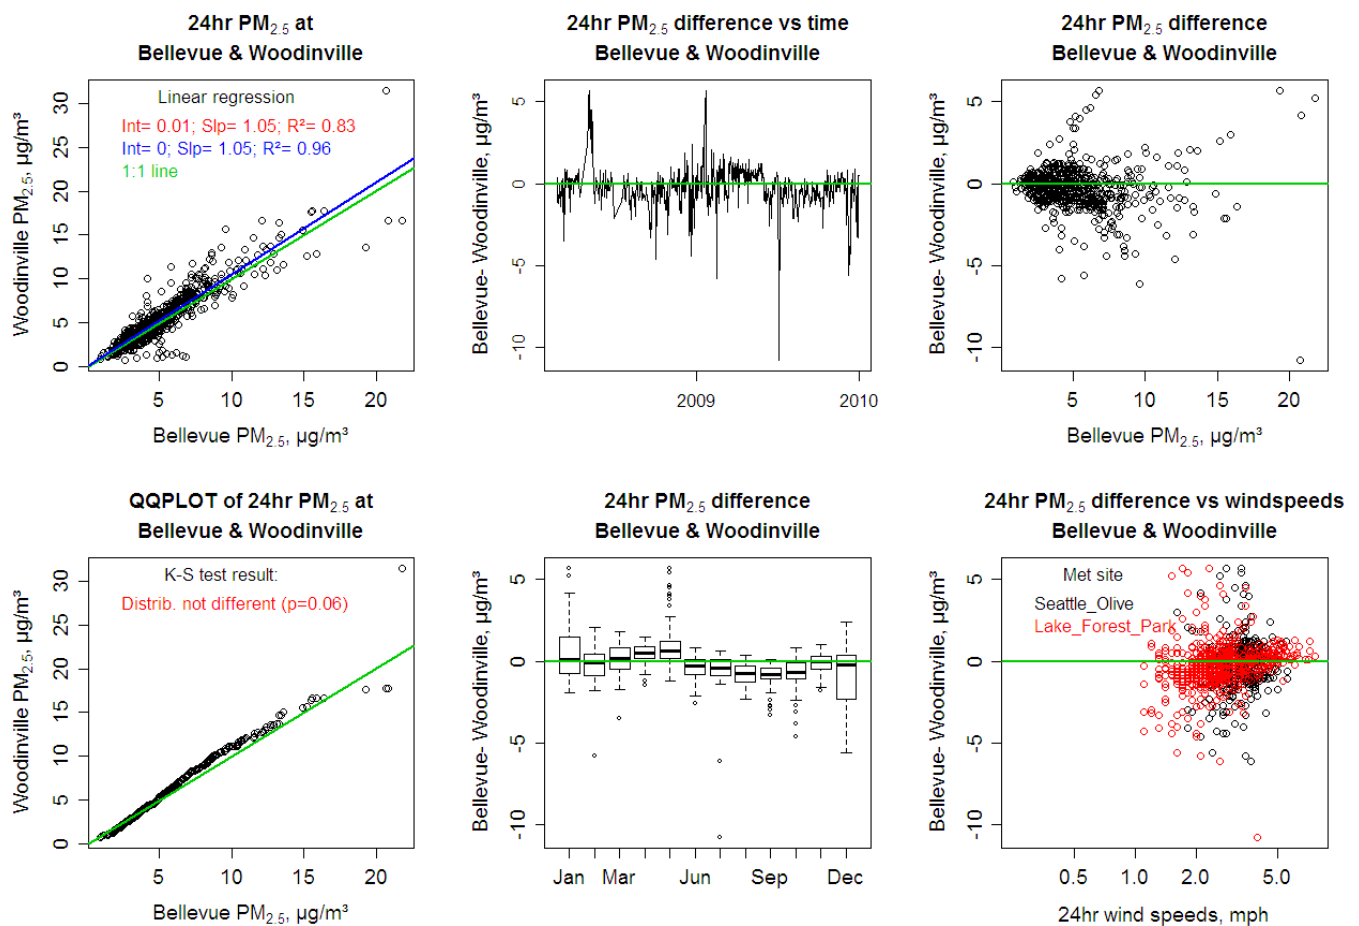 24hr PM2.5 at
Bellevue & Woodinville
Linear regression
Int= 0.01; Slp= 1.05; R²= 0.83
Int= 0; Slp= 1.05; R²= 0.96
1:1 line
Woodinville PM2.5, µg/m³
0 5 10 15 20 25 30
5 10 15 20
Bellevue PM2.5, µg/m³
24hr PM2.5 difference vs time
Bellevue & Woodinville
Bellevue- Woodinville, µg/m³
-10 -5 0 5
2009 2010
24hr PM2.5 difference
Bellevue & Woodinville
Bellevue- Woodinville, µg/m³
-10 -5 0 5
5 10 15 20
Bellevue PM2.5, µg/m³
QQPLOT of 24hr PM2.5 at
Bellevue & Woodinville
K-S test result:
Distrib. not different (p=0.06)
Woodinville PM2.5, µg/m³
0 5 10 15 20 25 30
5 10 15 20
Bellevue PM2.5, µg/m³
24hr PM2.5 difference
Bellevue & Woodinville
Bellevue- Woodinville, µg/m³
-10 -5 0 5
Jan Mar Jun Sep Dec
24hr PM2.5 difference vs windspeeds
Bellevue & Woodinville
Met site
Seattle_Olive
Lake_Forest_Park
Bellevue- Woodinville, µg/m³
-10 -5 0 5
0.5 1.0 2.0 5.0
24hr wind speeds, mph